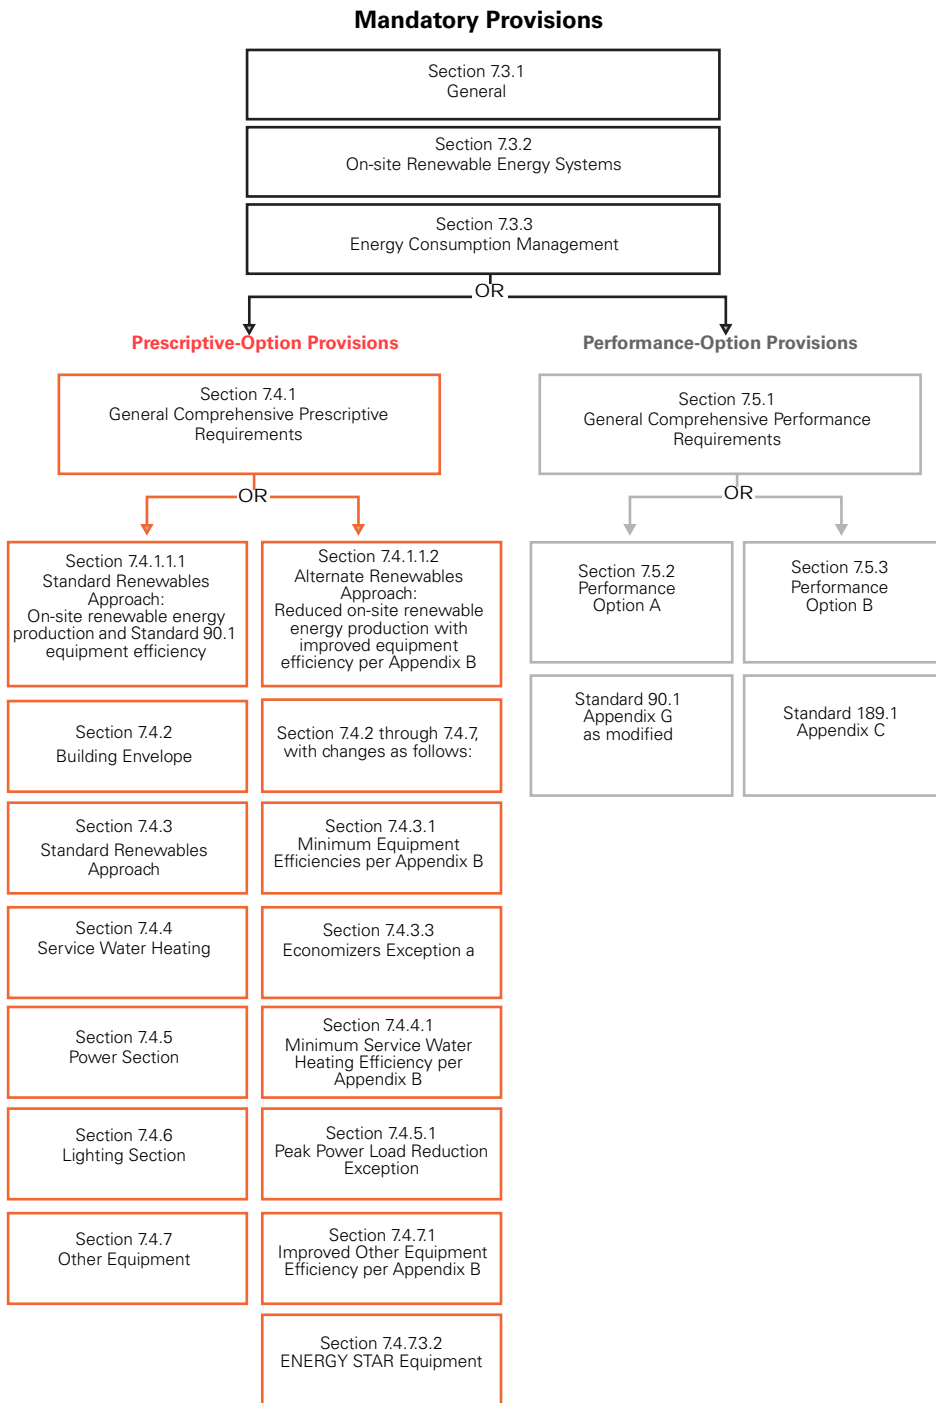 Mandatory Provisions
Section 7.3.1
General
Section 7.3.2
On-site Renewable Energy Systems
Section 7.3.3
Energy Consumption Management
OR
Prescriptive-Option Provisions
Section 7.4.1
General Comprehensive Prescriptive
Requirements
OR
Section 7.4.1.1.1
Standard Renewables
Approach:
On-site renewable energy
production and Standard 90.1
equipment efficiency
Section 7.4.2
Building Envelope
Section 7.4.3
Standard Renewables
Approach
Section 7.4.4
Service Water Heating
Section 7.4.5
Power Section
Section 7.4.6
Lighting Section
Section 7.4.7
Other Equipment
Section 7.4.1.1.2
Alternate Renewables
Approach:
Reduced on-site renewable
energy production with
improved equipment
efficiency per Appendix B
Section 7.4.2 through 7.4.7,
with changes as follows:
Section 7.4.3.1
Minimum Equipment
Efficiencies per Appendix B
Section 7.4.3.3
Economizers Exception a
Section 7.4.4.1
Minimum Service Water
Heating Efficiency per
Appendix B
Section 7.4.5.1
Peak Power Load Reduction
Exception
Section 7.4.7.1
Improved Other Equipment
Efficiency per Appendix B
Section 7.4.7.3.2
ENERGY STAR Equipment
Performance-Option Provisions
Section 7.5.1
General Comprehensive Performance
Requirements
OR
Section 7.5.2
Performance
Option A
Standard 90.1
Appendix G
as modified
Section 7.5.3
Performance
Option B
Standard 189.1
Appendix C